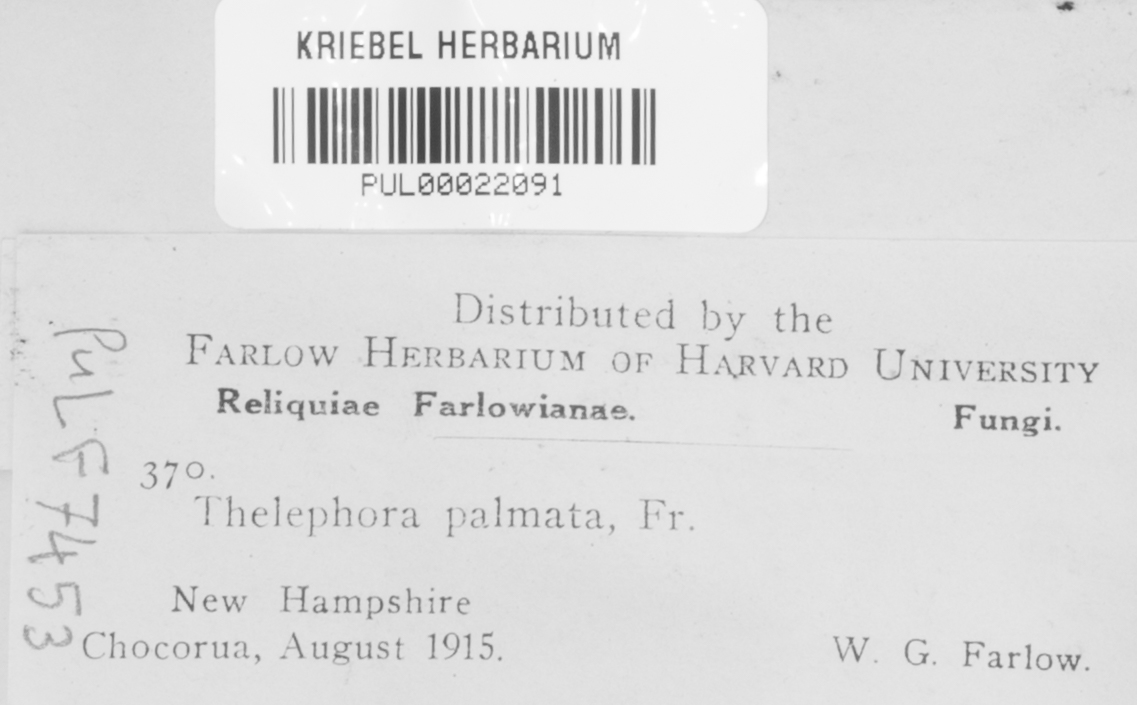 KRIEBEL HERBARIUM
PUL00022091
Distributed by the
FARLOW HERBARIUM OF HARVARD UNIVERSITY
Reliquiae Farlowianae. Fungi.
370.
Thelephora palmata, Fr.
New Hampshire
Chocorua, August 1915. W. G. Farlow.
PUL F7453